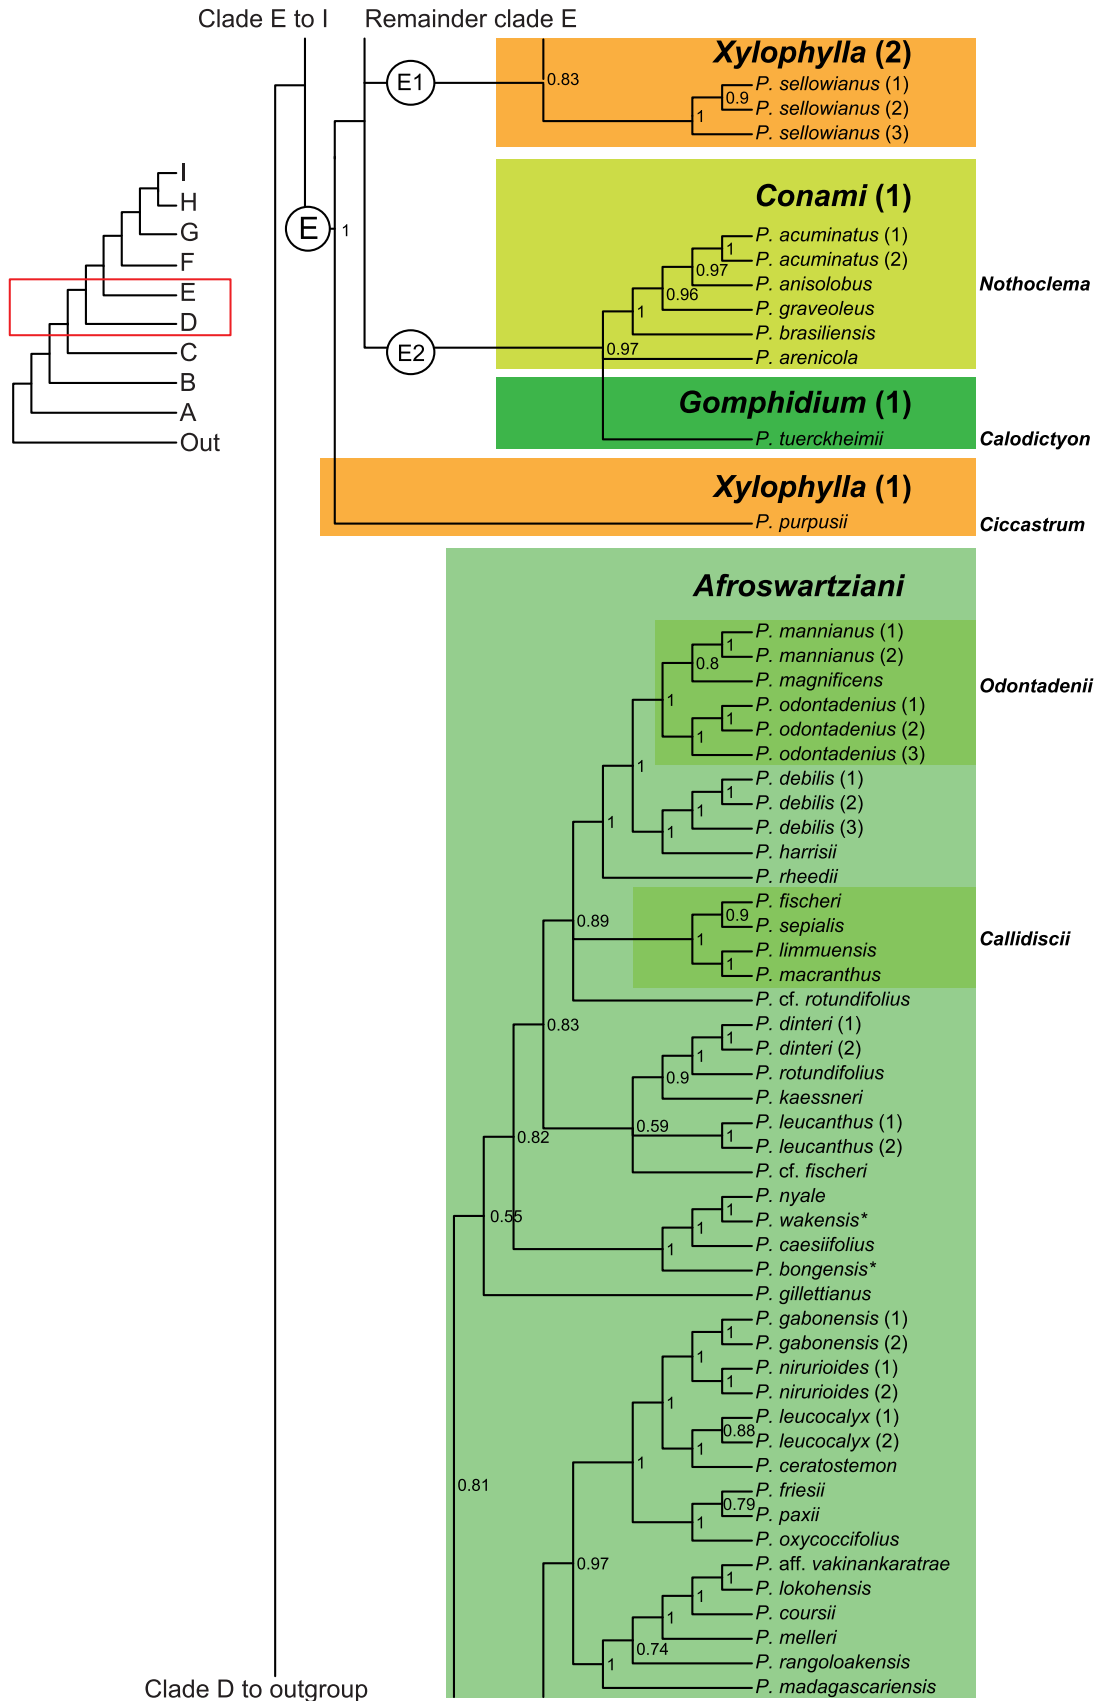 Clade E to I
Remainder clade E
Xylophylla (2)
E1
0.83
P. sellowianus (1)
0.9
P. sellowianus (2)
1
P. sellowianus (3)
I
H
G
F
E
D
C
B
A
Out
E
1
Conami (1)
P. acuminatus (1)
1
P. acuminatus (2)
0.97
P. anisolobus
Nothoclema
0.96
P. graveoleus
1
P. brasiliensis
0.97
P. arenicola
E2
Gomphidium (1)
P. tuerckheimii
Calodictyon
Xylophylla (1)
P. purpusii
Ciccastrum
Afroswartziani
P. mannianus (1)
1
P. mannianus (2)
0.8
P. magnificens
Odontadenii
1
P. odontadenius (1)
1
P. odontadenius (2)
1
P. odontadenius (3)
1
P. debilis (1)
1
P. debilis (2)
1
P. debilis (3)
1
1
P. harrisii
P. rheedii
P. fischeri
0.9
P. sepialis
0.89
1
Callidiscii
P. limmuensis
1
P. macranthus
P. cf. rotundifolius
0.83
P. dinteri (1)
1
P. dinteri (2)
1
P. rotundifolius
0.9
P. kaessneri
P. leucanthus (1)
0.59
1
0.82
P. leucanthus (2)
P. cf. fischeri
P. nyale
1
0.55
P. wakensis*
1
P. caesiifolius
1
P. bongensis*
P. gillettianus
P. gabonensis (1)
1
P. gabonensis (2)
1
P. nirurioides (1)
1
P. nirurioides (2)
1
P. leucocalyx (1)
0.88
P. leucocalyx (2)
1
P. ceratostemon
1
0.81
P. friesii
0.79
P. paxii
1
P. oxycoccifolius
0.97
P. aff. vakinankaratrae
1
P. lokohensis
1
P. coursii
1
P. melleri
0.74
P. rangoloakensis
1
P. madagascariensis
Clade D to outgroup